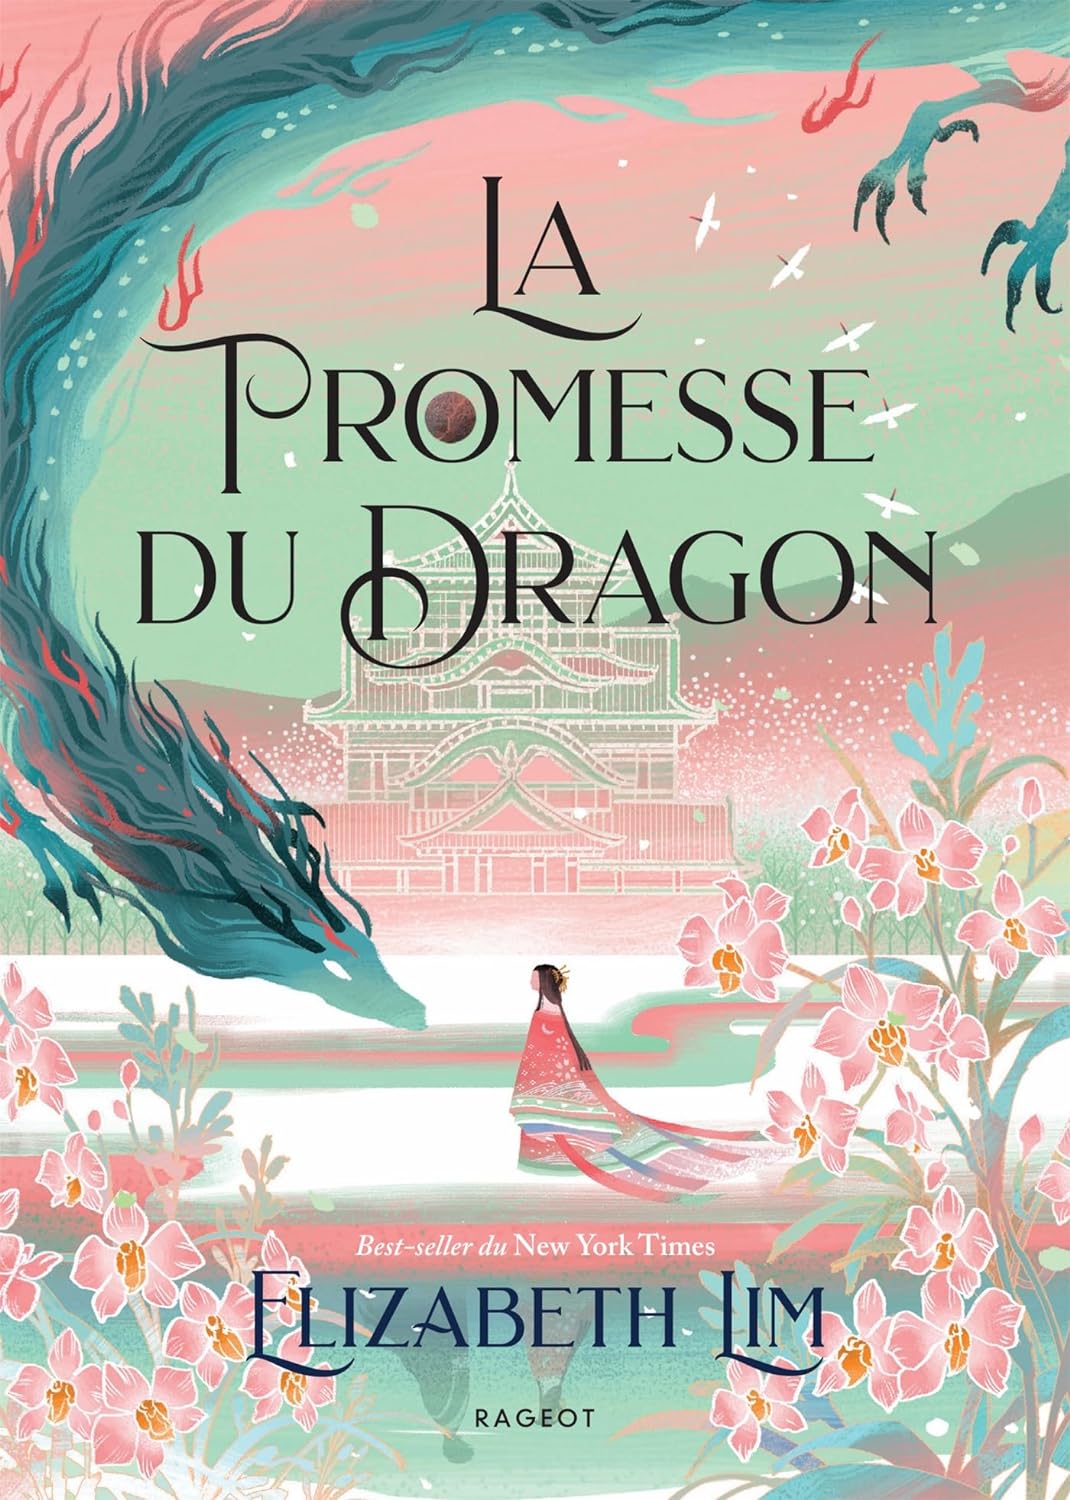 LA
PROMESSE
DU DRAGON
Best-seller du New York Times
ELIZABETH LIM
RAGEOT